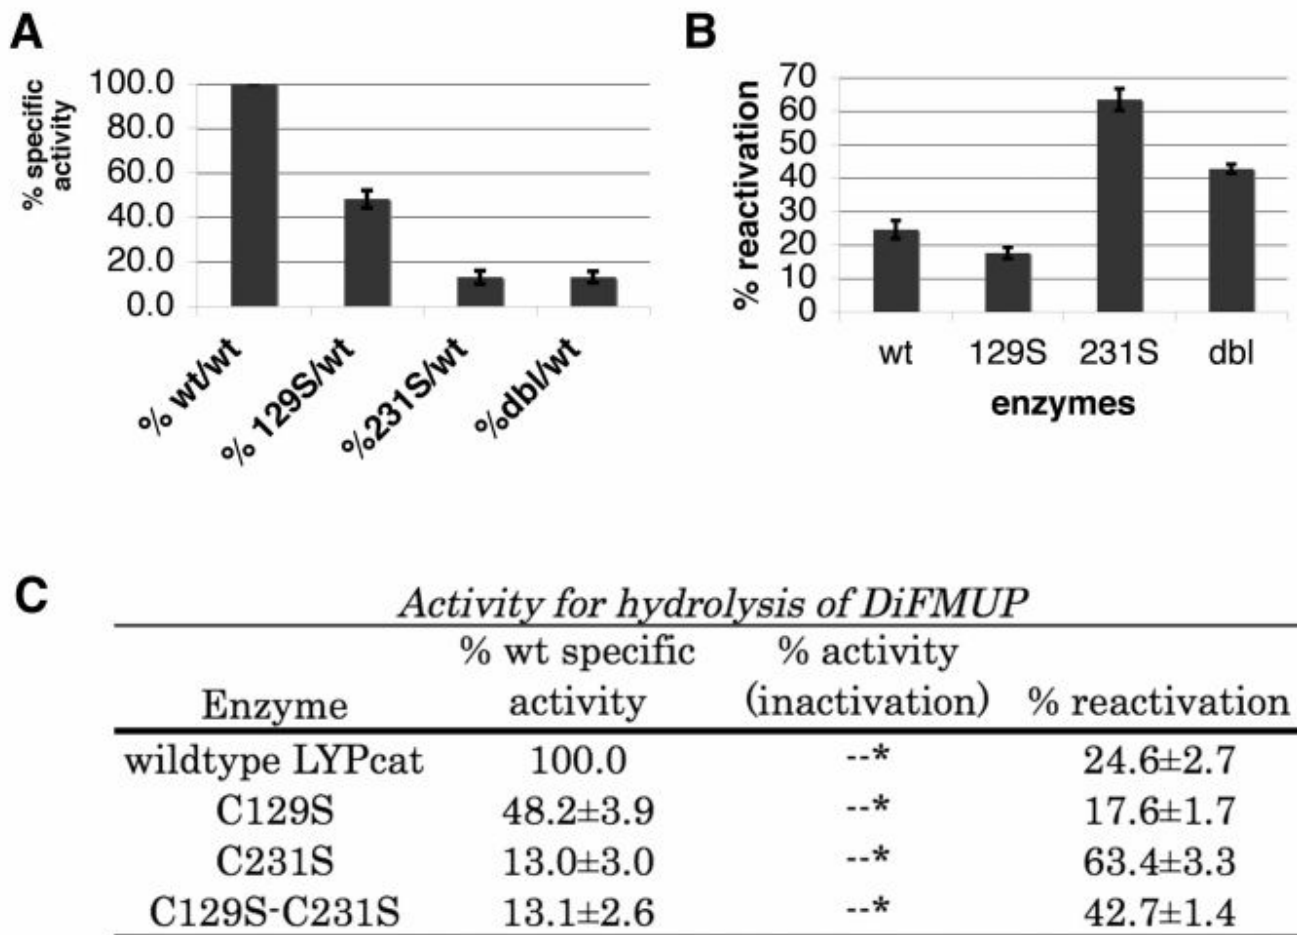 A
% specific
activity
100.0
80.0
60.0
40.0
20.0
0.0
% wt/wt
% 129S/wt
%231S/wt
%dbl/wt
B
% reactivation
70
60
50
40
30
20
10
0
wt 129S 231S dbl
enzymes
C
Activity for hydrolysis of DiFMUP
% wt specific % activity
Enzyme activity (inactivation) % reactivation
wildtype LYPcat 100.0 --* 24.6±2.7
C129S 48.2±3.9 --* 17.6±1.7
C231S 13.0±3.0 --* 63.4±3.3
C129S-C231S 13.1±2.6 --* 42.7±1.4